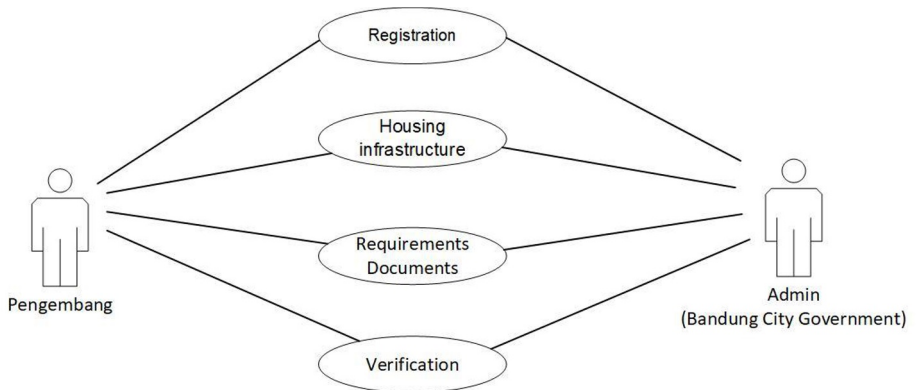 Registration
Housing
infrastructure
Requirements
Documents
Pengembang
Admin
(Bandung City Government)
Verification